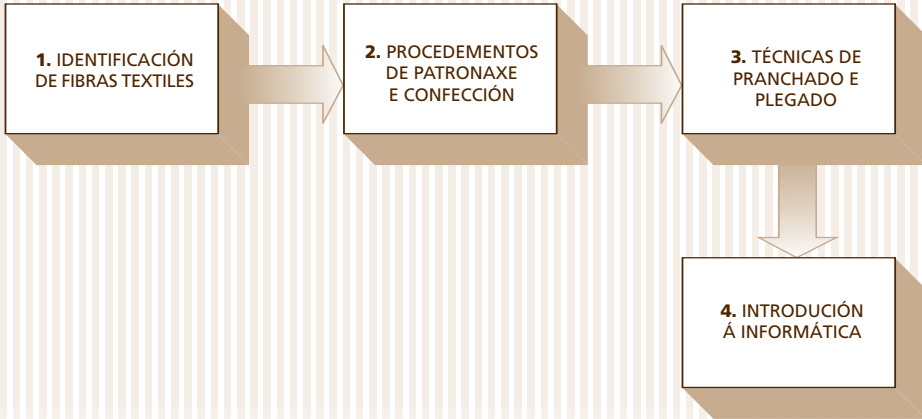 1. IDENTIFICACIÓN
DE FIBRAS TEXTILES
2. PROCEDEMENTOS
DE PATRONAXE
E CONFECCIÓN
3. TÉCNICAS DE
PRANCHADO E
PLEGADO
4. INTRODUCIÓN
Á INFORMÁTICA